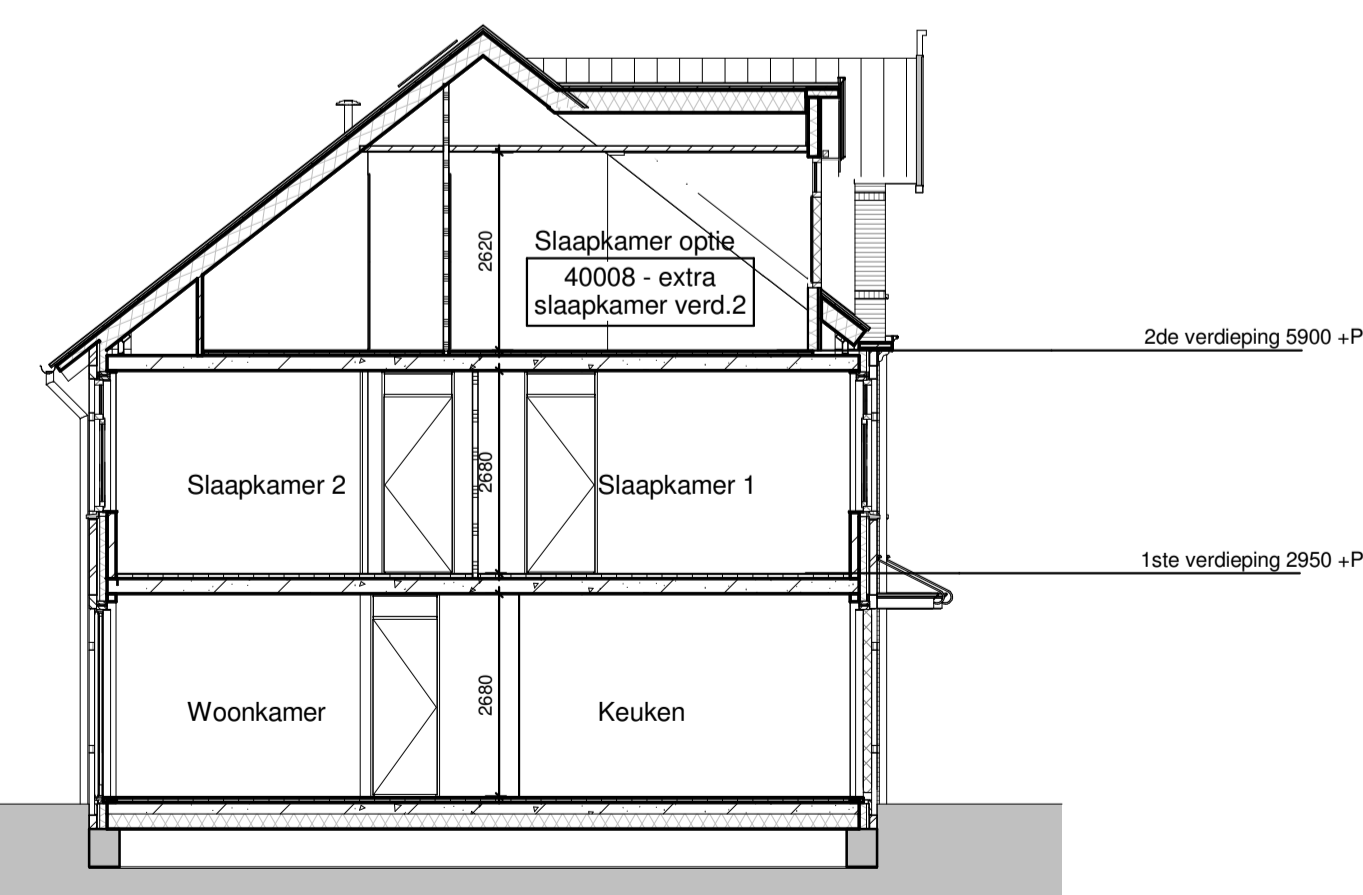 2620
Slaapkamer optie
40008 - extra
slaapkamer verd.2
2de verdieping 5900 +P
Slaapkamer 2
2680
Slaapkamer 1
1ste verdieping 2950 +P
Woonkamer
2680
Keuken